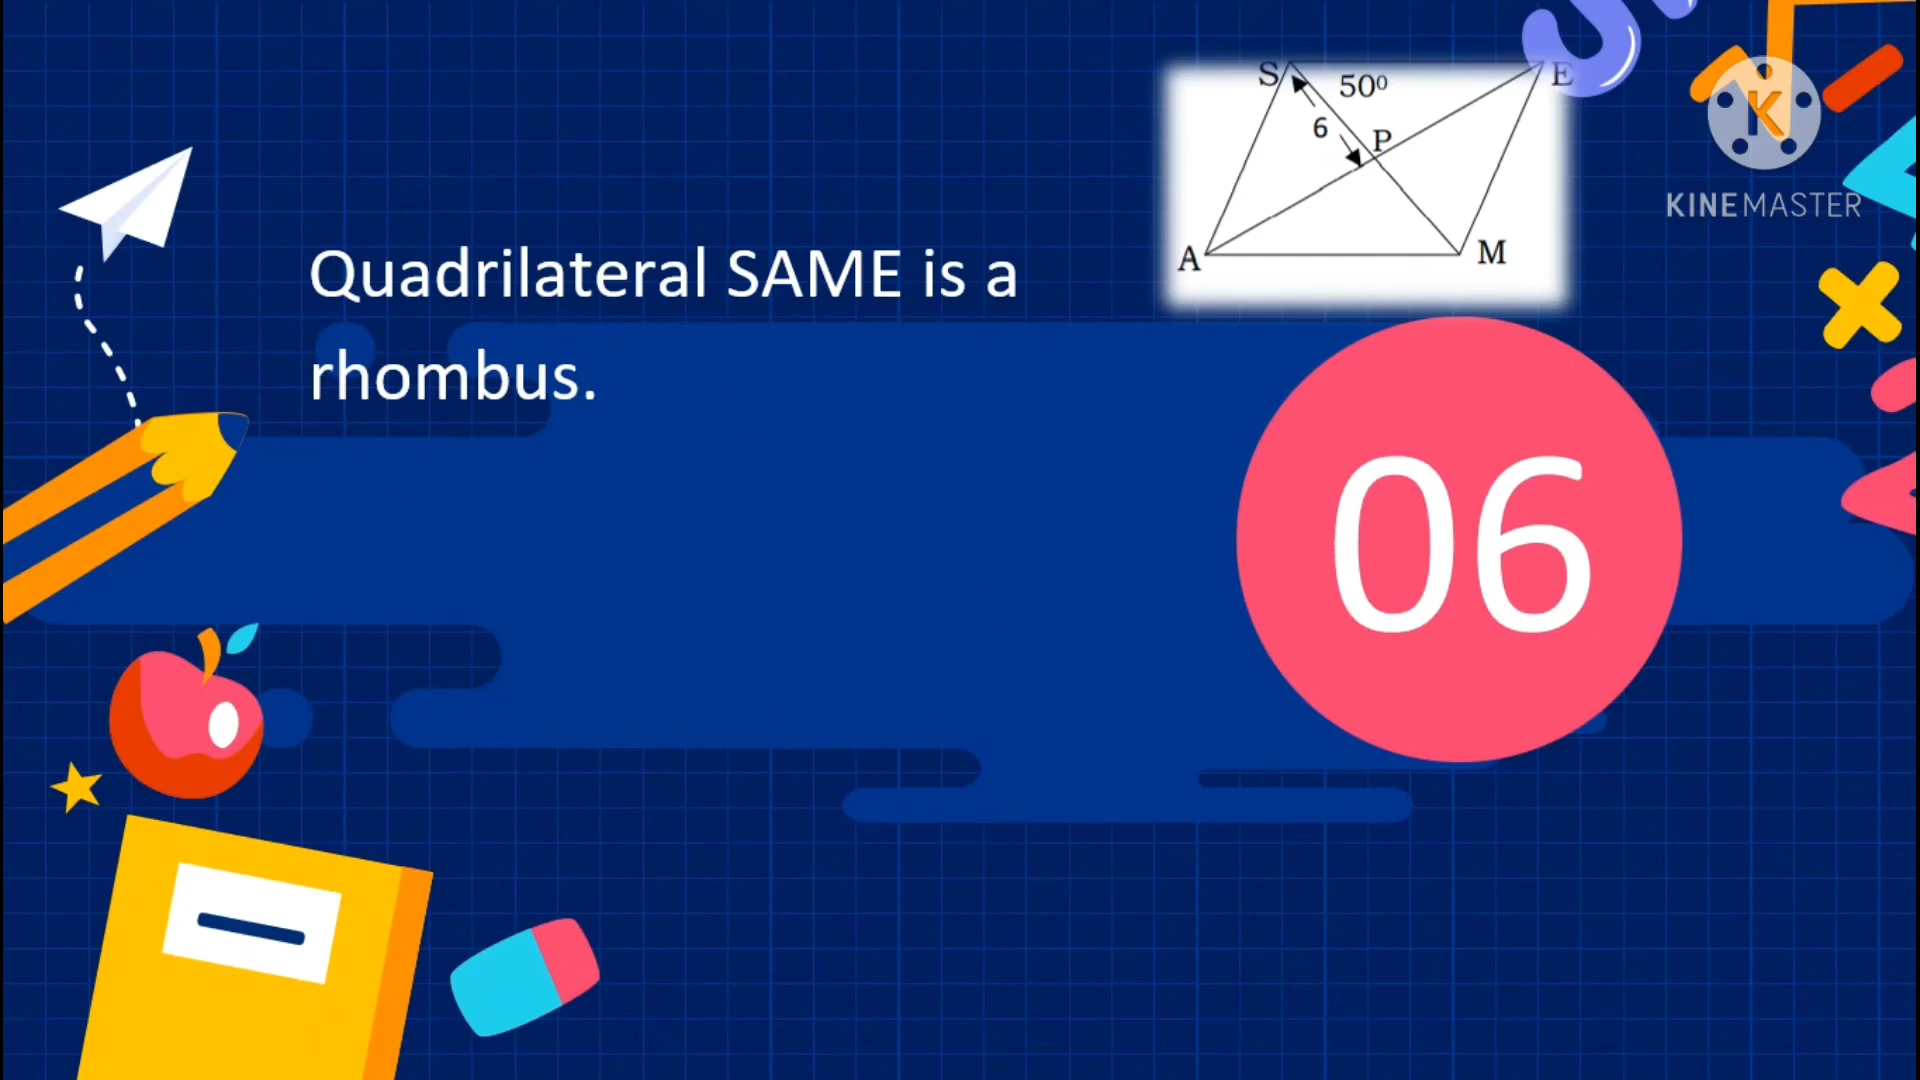 S
50⁰
E
6
P
A
M
K
KINEMASTER
Quadrilateral SAME is a
rhombus.
06